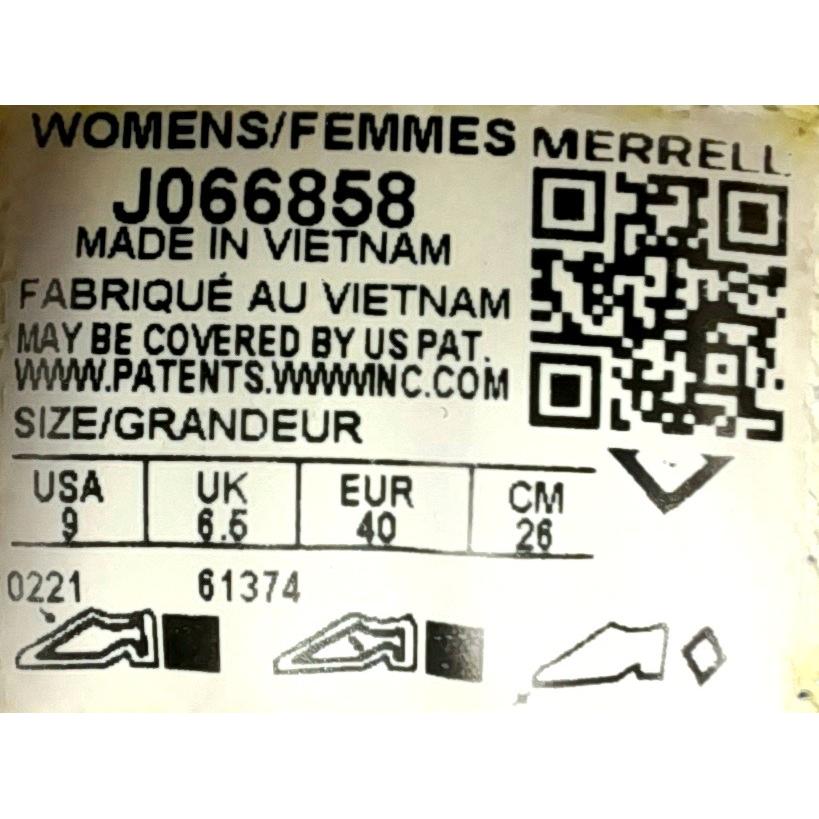 WOMENS/FEMMES MERRELL
J066858
MADE IN VIETNAM
FABRIQUÉ AU VIETNAM
MAY BE COVERED BY US PAT.
WWW.PATENTS.WWWINC.COM
SIZE/GRANDEUR
USA UK EUR CM
9 6.5 40 26
0221 61374